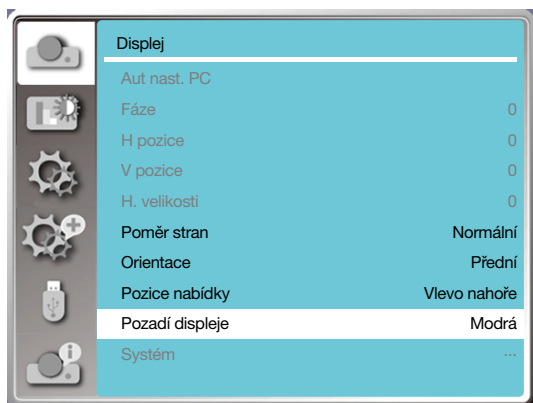 Displej
Aut nast. PC
Fáze 0
H pozice 0
V pozice 0
H. velikosti 0
Poměr stran Normální
Orientace Přední
Pozice nabídky Vlevo nahoře
Pozadí displeje Modrá
Systém ...